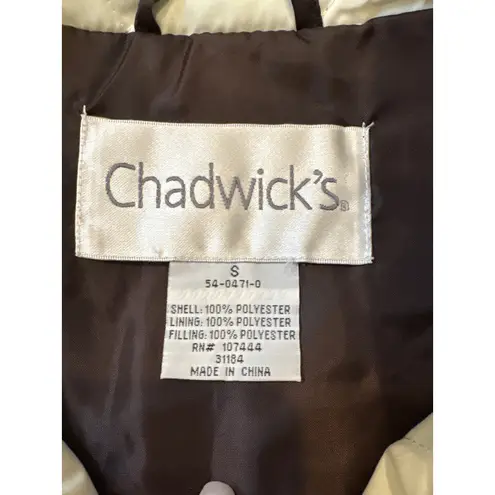 Chadwick's®
S
54-0471-0
SHELL: 100% POLYESTER
LINING: 100% POLYESTER
FILLING: 100% POLYESTER
RN# 107444
31184
MADE IN CHINA